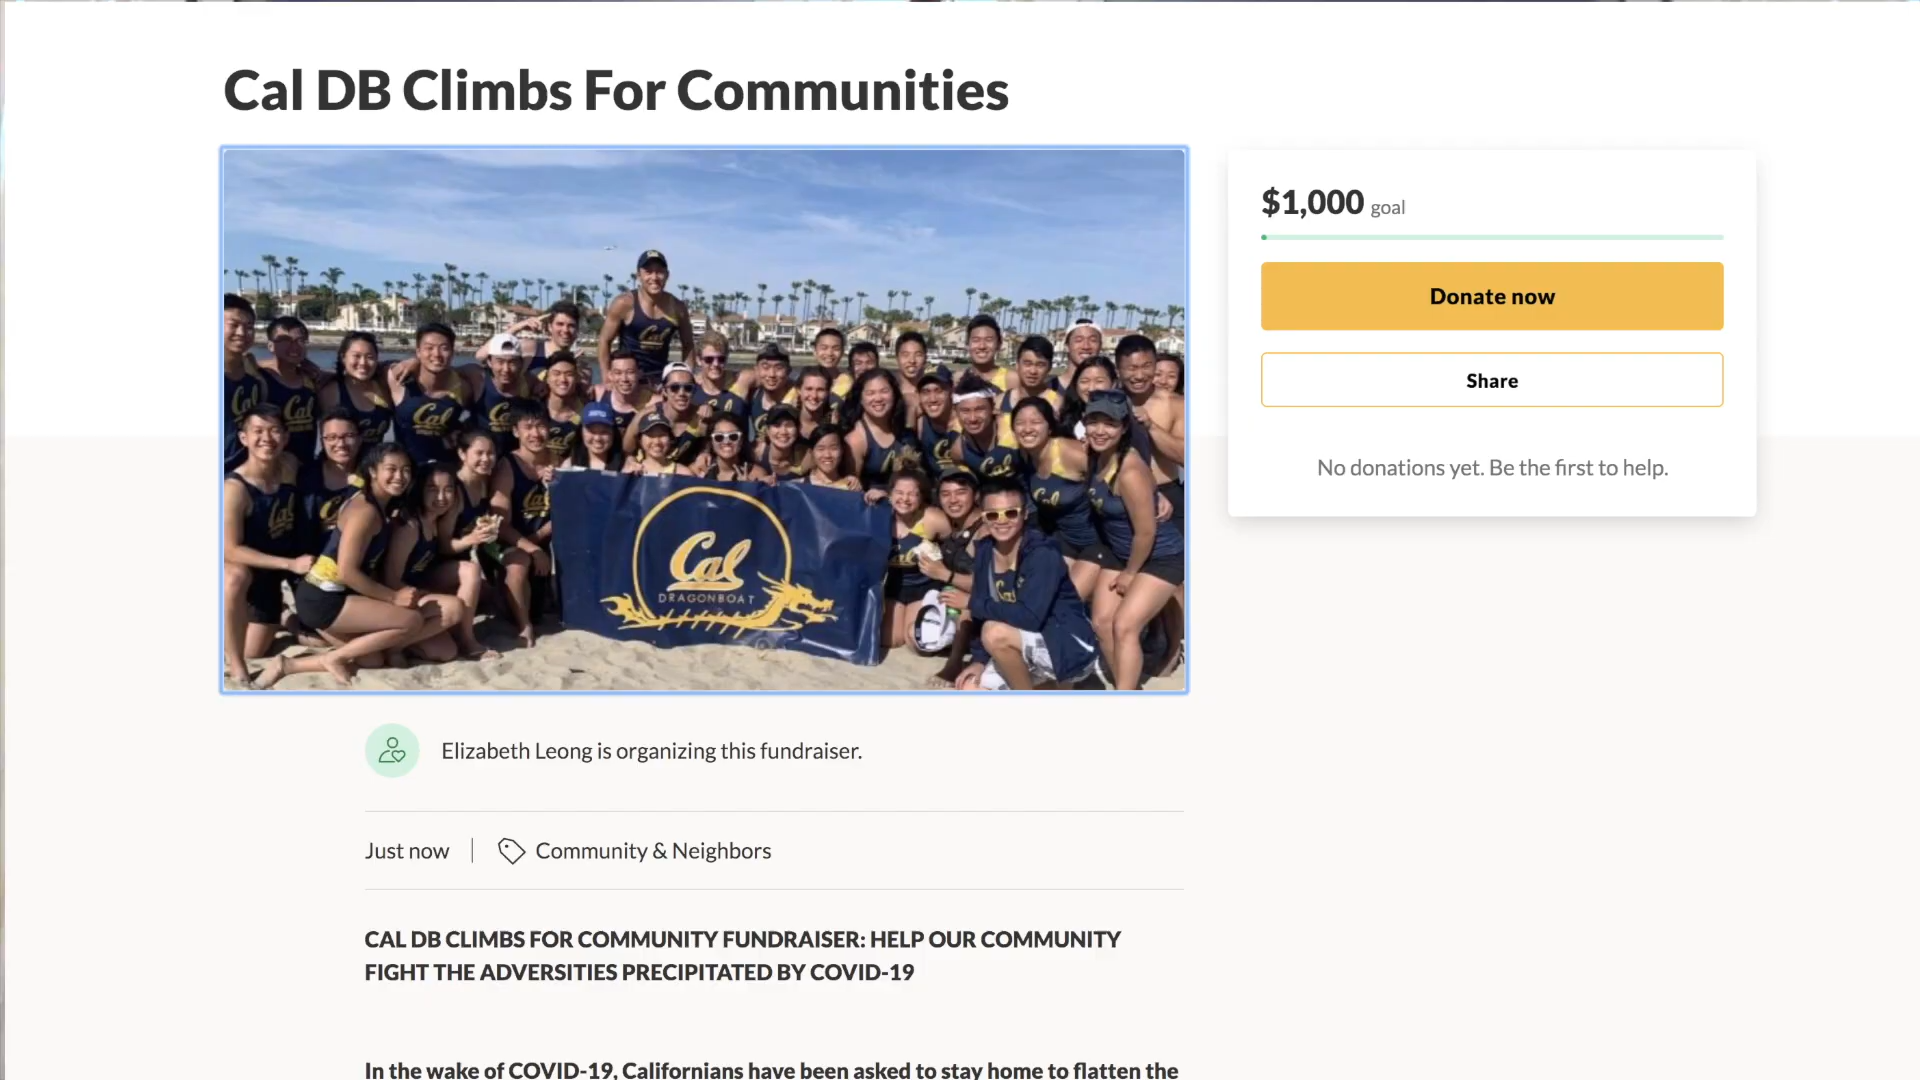 Cal DB Climbs For Communities
$1,000 goal
Donate now
Share
No donations yet. Be the first to help.
Cal
DRAGONBOAT
Elizabeth Leong is organizing this fundraiser.
Just now
Community & Neighbors
CAL DB CLIMBS FOR COMMUNITY FUNDRAISER: HELP OUR COMMUNITY
FIGHT THE ADVERSITIES PRECIPITATED BY COVID-19
In the wake of COVID-19, Californians have been asked to stay home to flatten the